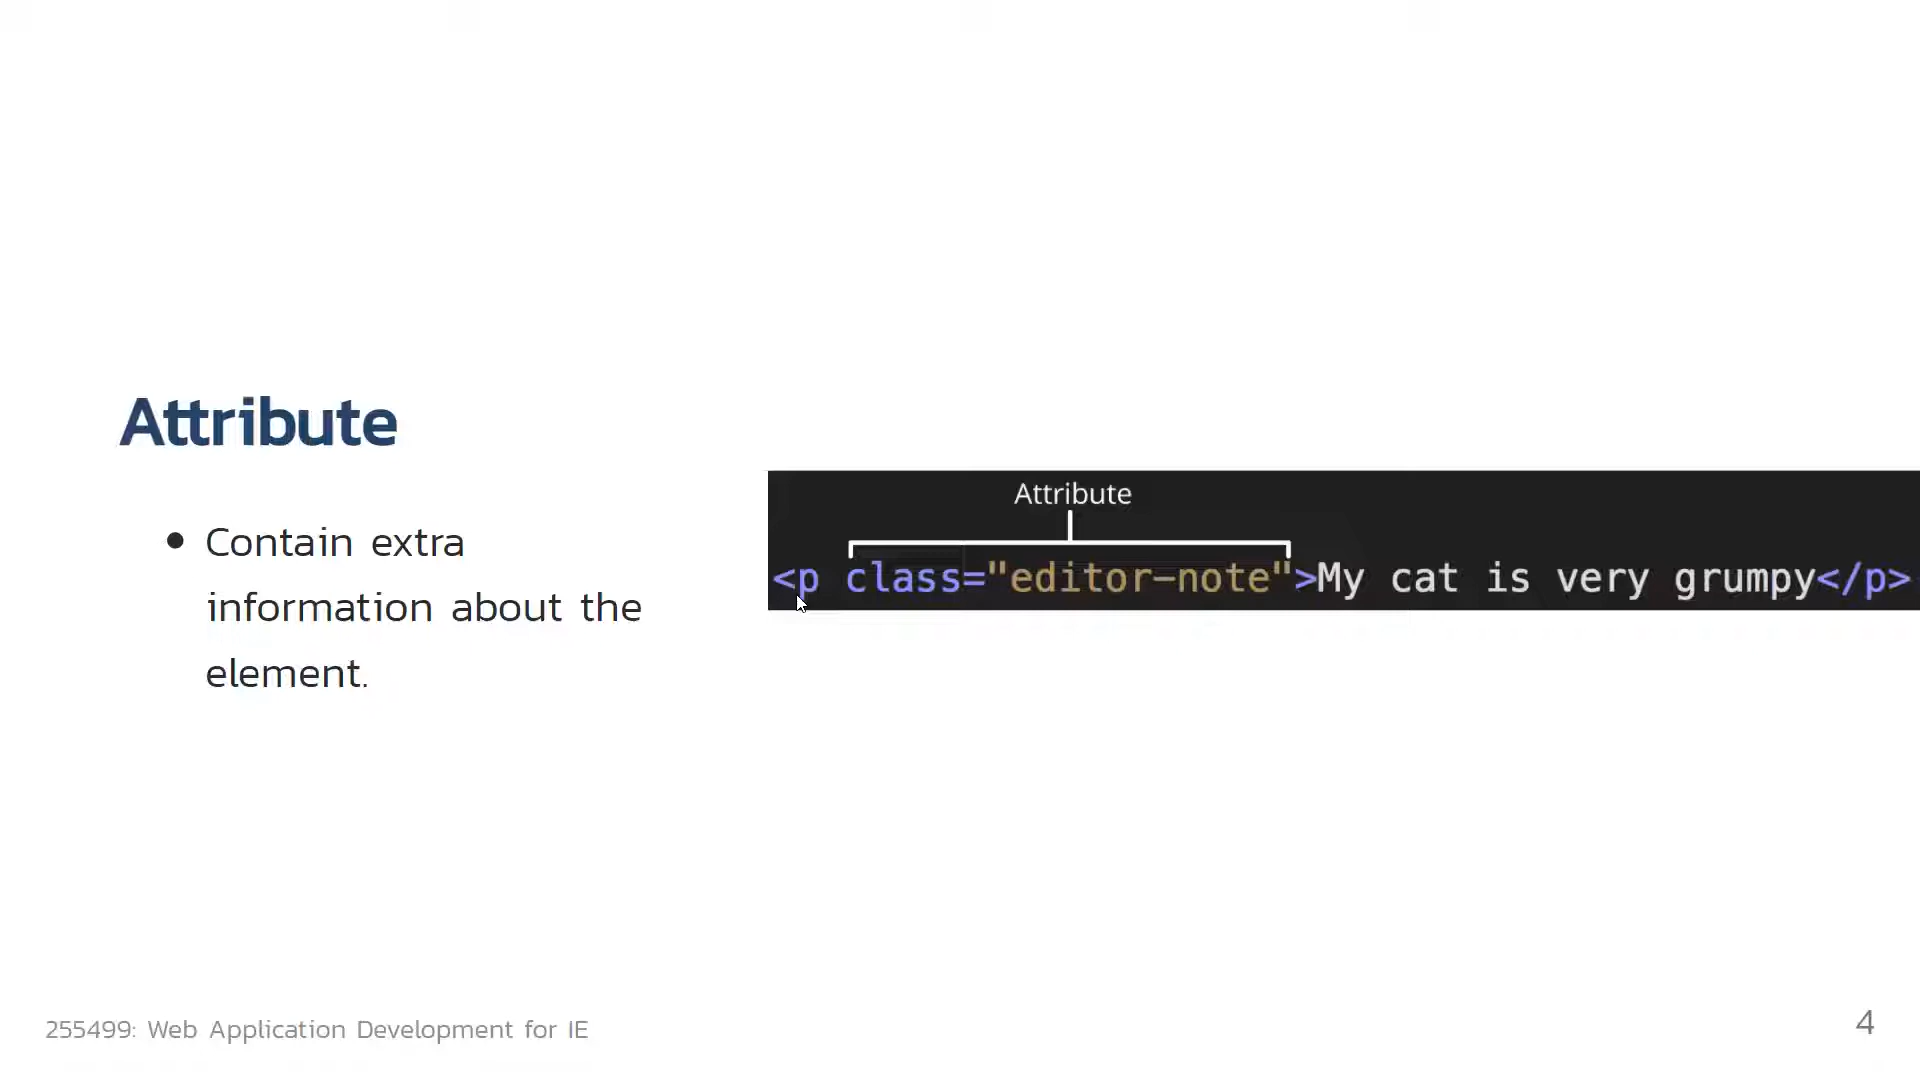 Attribute
Contain extra
information about the
element.
Attribute
<p class="editor-note">My cat is very grumpy</p>
255499: Web Application Development for IE
4